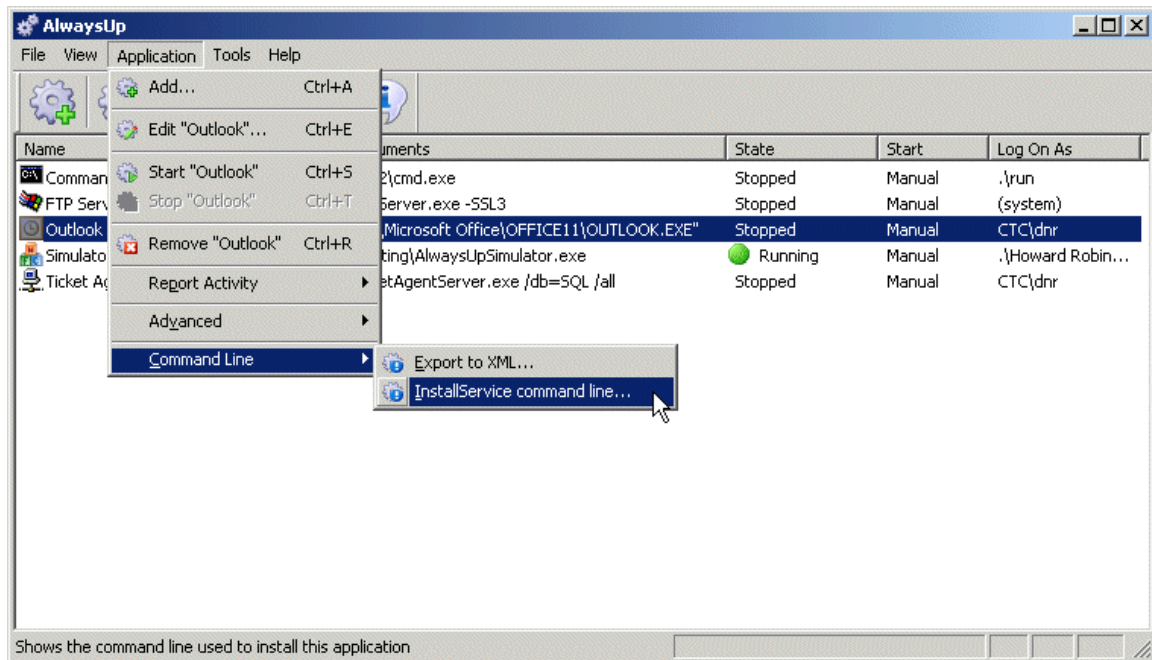 AlwaysUp
File View Application Tools Help
Add... Ctrl+A
Edit "Outlook"... Ctrl+E
Start "Outlook" Ctrl+S
Stop "Outlook" Ctrl+T
Remove "Outlook" Ctrl+R
Report Activity
Advanced
Command Line
Export to XML...
InstallService command line...
Name uments State Start Log On As
Comman 2\cmd.exe Stopped Manual .\run
FTP Serv Server.exe -SSL3 Stopped Manual (system)
Outlook \Microsoft Office\OFFICE11\OUTLOOK.EXE" Stopped Manual CTC\dnr
Simulato ting\AlwaysUpSimulator.exe Running Manual .\Howard Robin...
Ticket Ag etAgentServer.exe /db=SQL /all Stopped Manual CTC\dnr
Shows the command line used to install this application